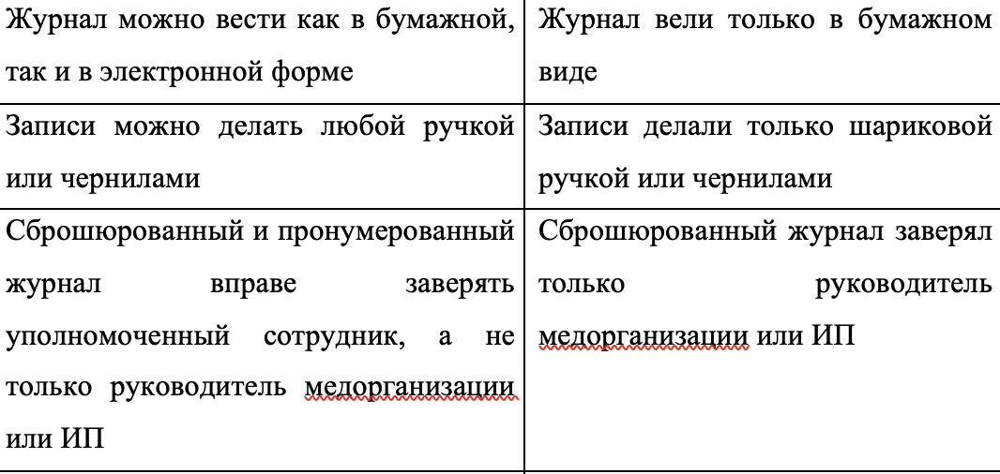 Журнал можно вести как в бумажной,
так и в электронной форме
Журнал вели только в бумажном
виде
Записи можно делать любой ручкой
или чернилами
Записи делали только шариковой
ручкой или чернилами
Сброшюрованный и пронумерованный
журнал вправе заверять
уполномоченный сотрудник, а не
только руководитель медорганизации
или ИП
Сброшюрованный журнал заверял
только руководитель
медорганизации или ИП